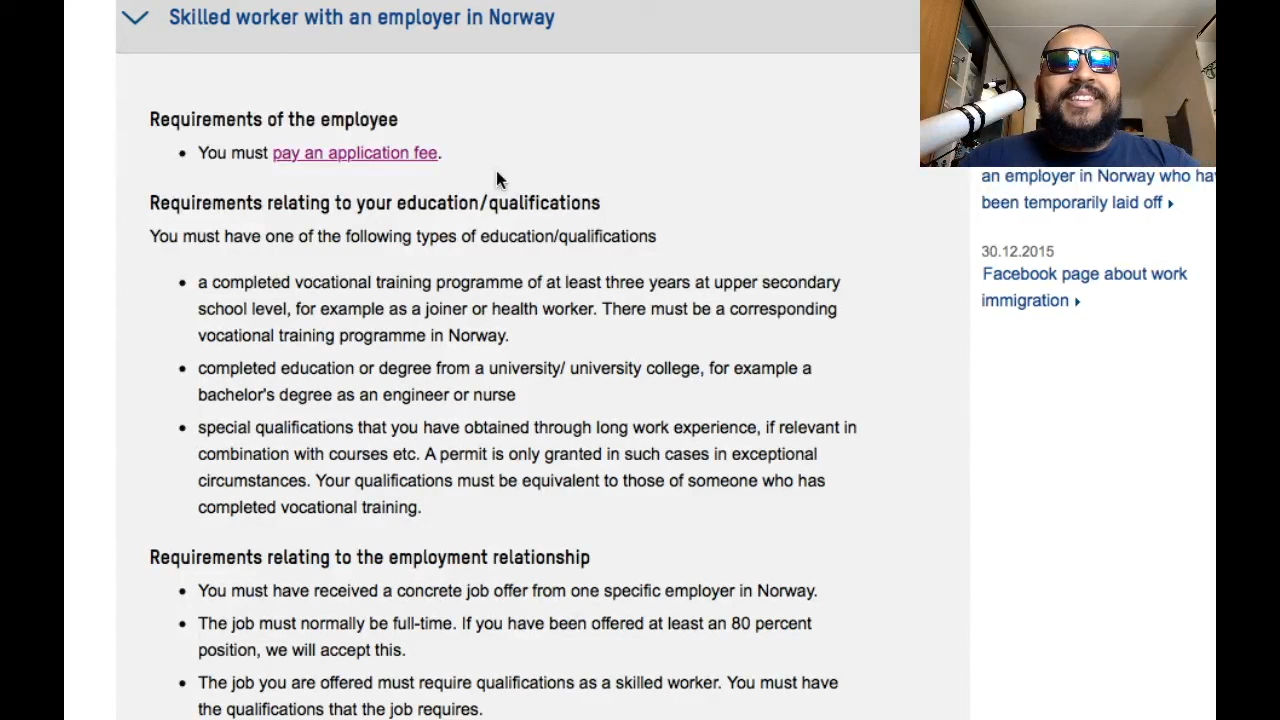 Skilled worker with an employer in Norway
Requirements of the employee
You must pay an application fee.
Requirements relating to your education/qualifications
You must have one of the following types of education/qualifications
a completed vocational training programme of at least three years at upper secondary
school level, for example as a joiner or health worker. There must be a corresponding
vocational training programme in Norway.
completed education or degree from a university/ university college, for example a
bachelor's degree as an engineer or nurse
special qualifications that you have obtained through long work experience, if relevant in
combination with courses etc. A permit is only granted in such cases in exceptional
circumstances. Your qualifications must be equivalent to those of someone who has
completed vocational training.
Requirements relating to the employment relationship
You must have received a concrete job offer from one specific employer in Norway.
The job must normally be full-time. If you have been offered at least an 80 percent
position, we will accept this.
The job you are offered must require qualifications as a skilled worker. You must have
the qualifications that the job requires.
an employer in Norway who
been temporarily laid off
30.12.2015
Facebook page about work
immigration